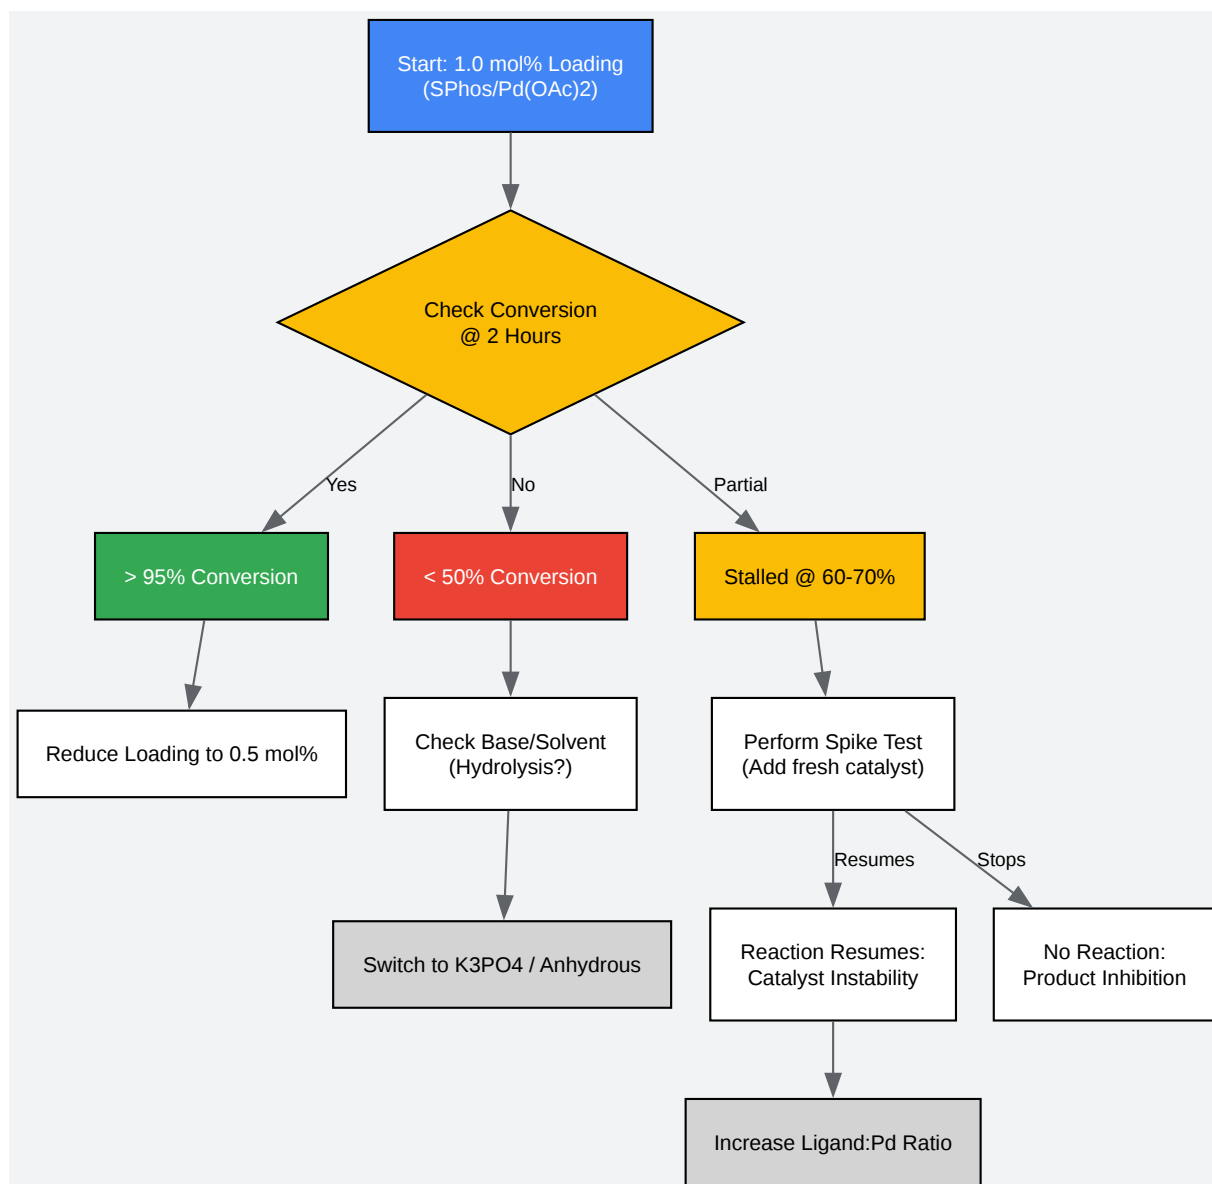 Start: 1.0 mol% Loading
(SPhos/Pd(OAc)2)
Check Conversion
@ 2 Hours
Yes
No
Partial
> 95% Conversion
< 50% Conversion
Stalled @ 60-70%
Reduce Loading to 0.5 mol%
Check Base/Solvent
(Hydrolysis?)
Perform Spike Test
(Add fresh catalyst)
Resumes
Stops
Switch to K3PO4 / Anhydrous
Reaction Resumes:
Catalyst Instability
No Reaction:
Product Inhibition
Increase Ligand:Pd Ratio